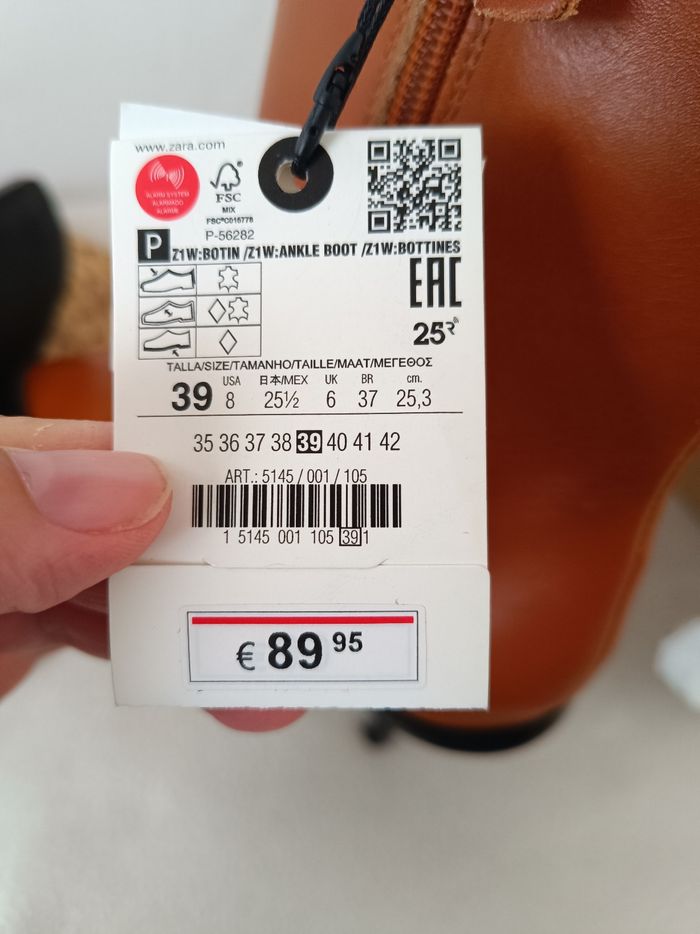 www.zara.com
ALARM SYSTEM
ALARMADO
ALARME
FSC
MIX
FSC®C016778
P-56282
P Z1W:BOTIN /Z1W:ANKLE BOOT /Z1W:BOTTINES
EAC
25
TALLA/SIZE/TAMANHO/TAILLE/MAAT/ΜΕΓΕΘΟΣ
USA 日本/MEX UK BR cm.
39 8 25½ 6 37 25,3
35 36 37 38 39 40 41 42
ART.: 5145 / 001 / 105
1 5145 001 105 39 1
€ 89 95